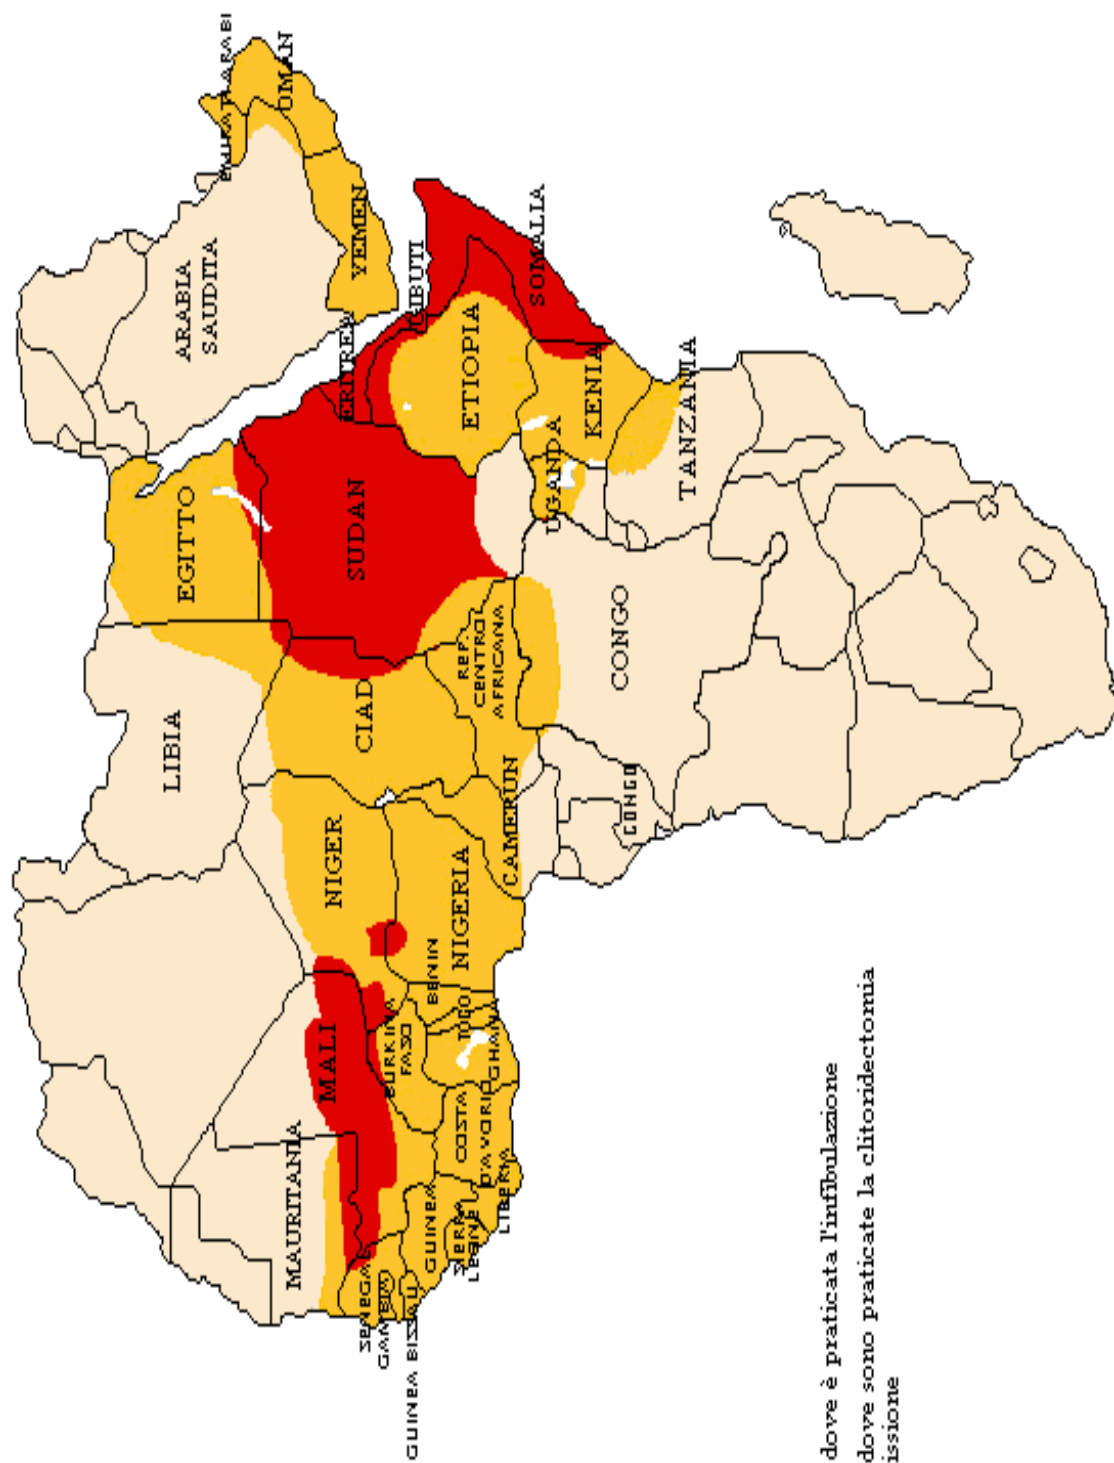 EMIRATI ARABI
OMAN
YEMEN
ARABIA
SAUDITA
GIBUTI
SOMALIA
ERITREA
ETIOPIA
KENIA
UGANDA
TANZANIA
EGITTO
SUDAN
LIBIA
CIAD
REP.
CENTRO
AFRICANA
CONGO
NIGER
CAMERUN
CONGO
NIGERIA
BENIN
TOGO
GHANA
MALI
BURKINA
FASO
COSTA
D'AVORIO
MAURITANIA
GUINEA
SIERRA
LEONE
LIBERIA
SENEGAL
GAMBIA
GUINEA BISSAU
dove è praticata l'infibulazione
dove sono praticate la clitoridectomia
issione